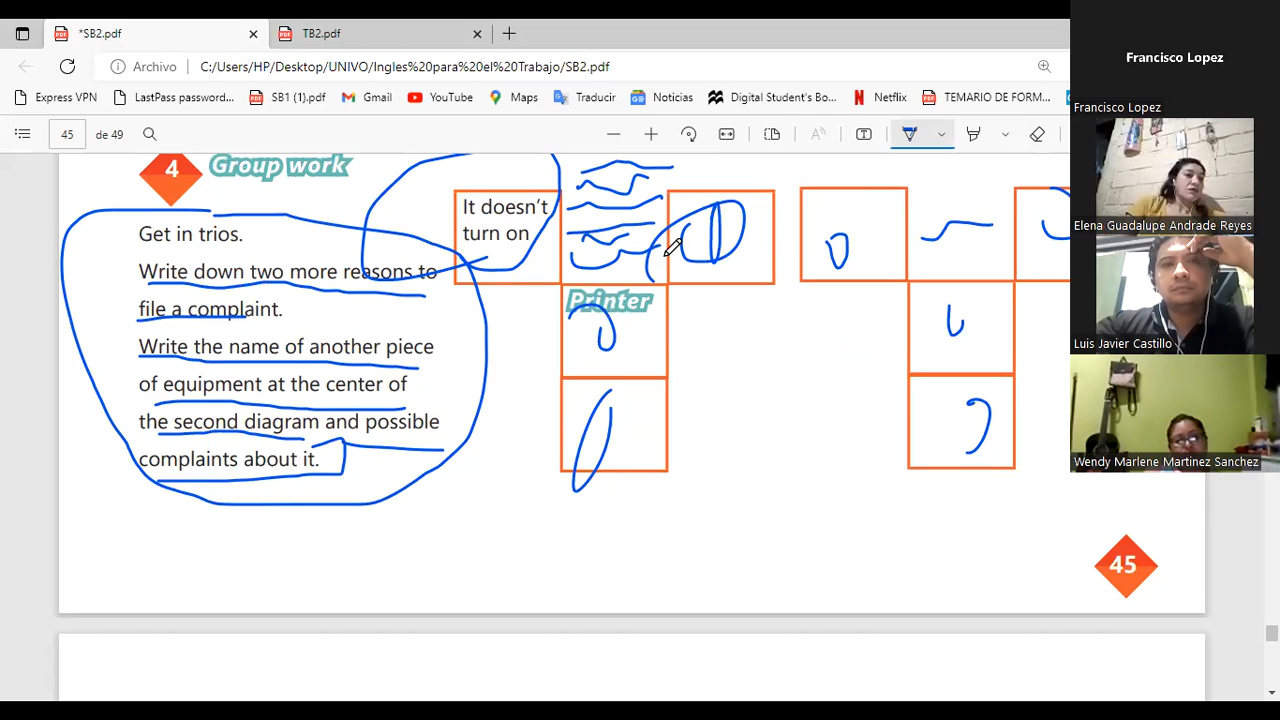 *SB2.pdf
TB2.pdf
Archivo
C:/Users/HP/Desktop/UNIVO/Ingles%20para%20el%20Trabajo/SB2.pdf
Express VPN
LastPass password...
SB1 (1).pdf
Gmail
YouTube
Maps
Traducir
Noticias
Digital Student's Bo...
Netflix
TEMARIO DE FORM...
45
de 49
4
Group work
Get in trios.
Write down two more reasons to
file a complaint.
Write the name of another piece
of equipment at the center of
the second diagram and possible
complaints about it.
It doesn't
turn on
Printer
45
Francisco Lopez
Francisco Lopez
Elena Guadalupe Andrade Reyes
Luis Javier Castillo
Wendy Marlene Martinez Sanchez